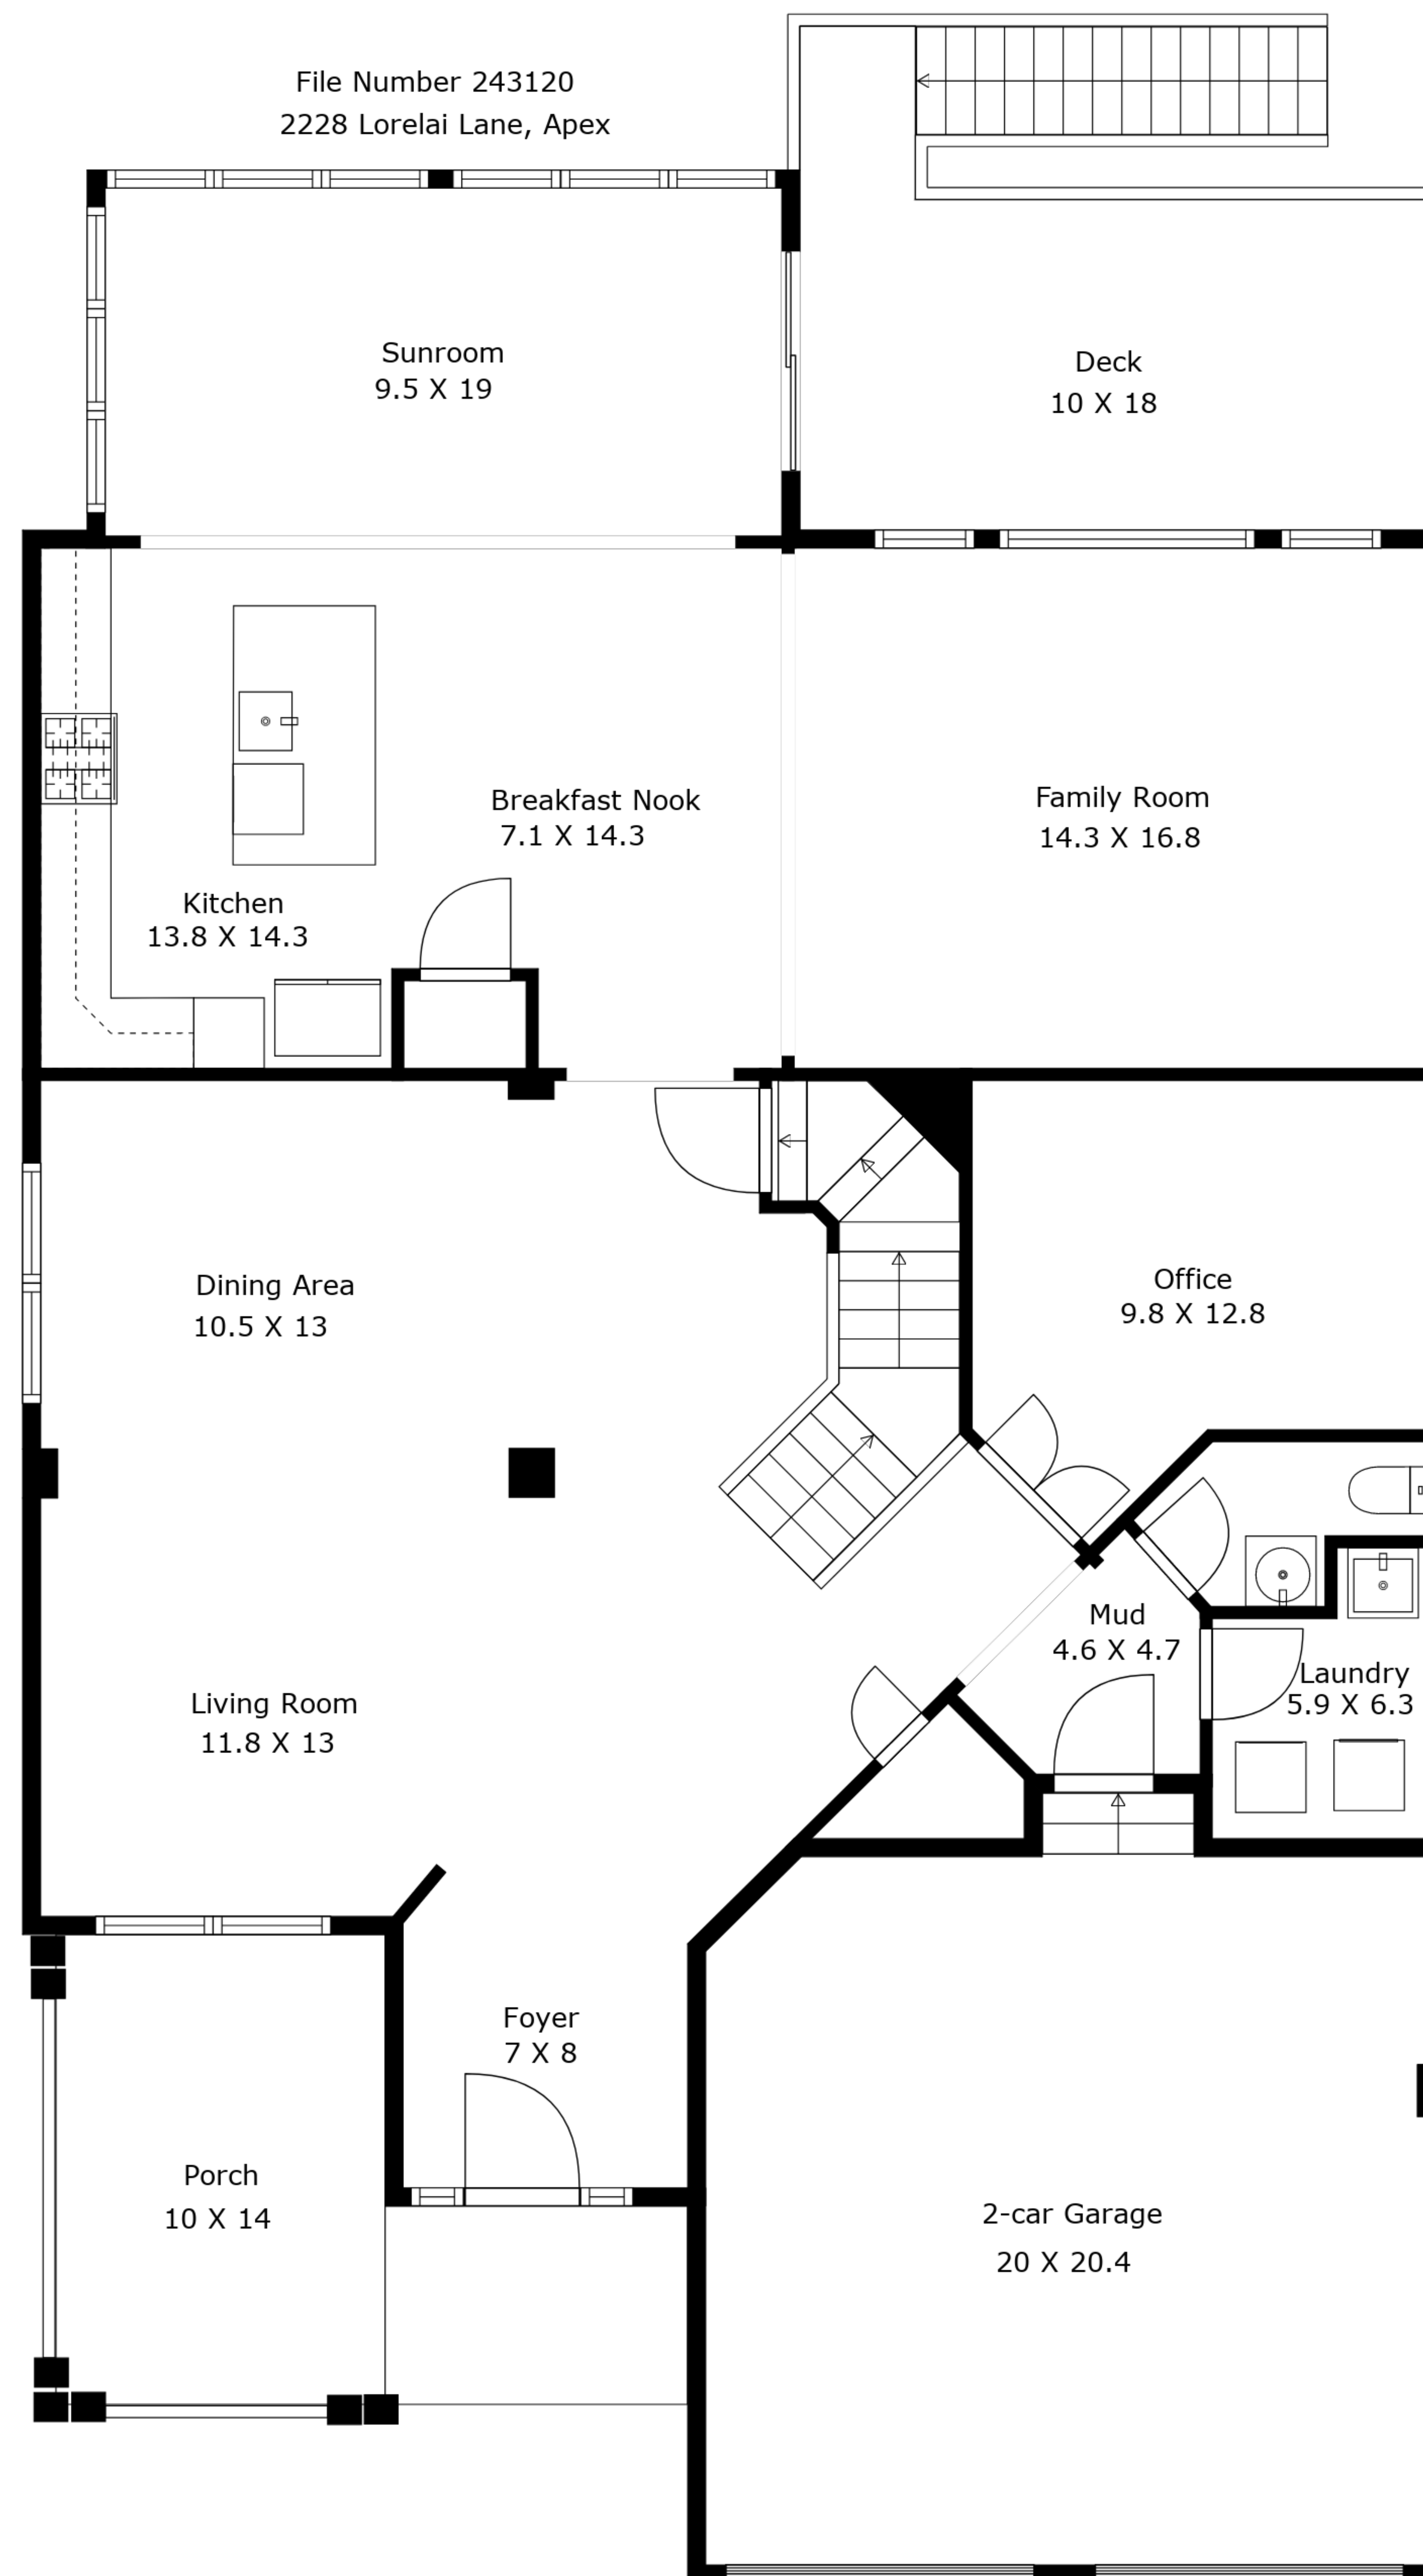 File Number 243120
2228 Lorelai Lane, Apex
Sunroom
9.5 X 19
Deck
10 X 18
Breakfast Nook
7.1 X 14.3
Family Room
14.3 X 16.8
Kitchen
13.8 X 14.3
Dining Area
10.5 X 13
Office
9.8 X 12.8
Mud
4.6 X 4.7
Laundry
5.9 X 6.3
Living Room
11.8 X 13
Foyer
7 X 8
Porch
10 X 14
2-car Garage
20 X 20.4